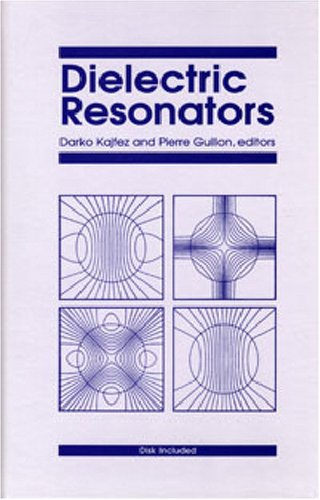 Dielectric
Resonators
Darko Kajfez and Pierre Guillon, editors
Disk Included